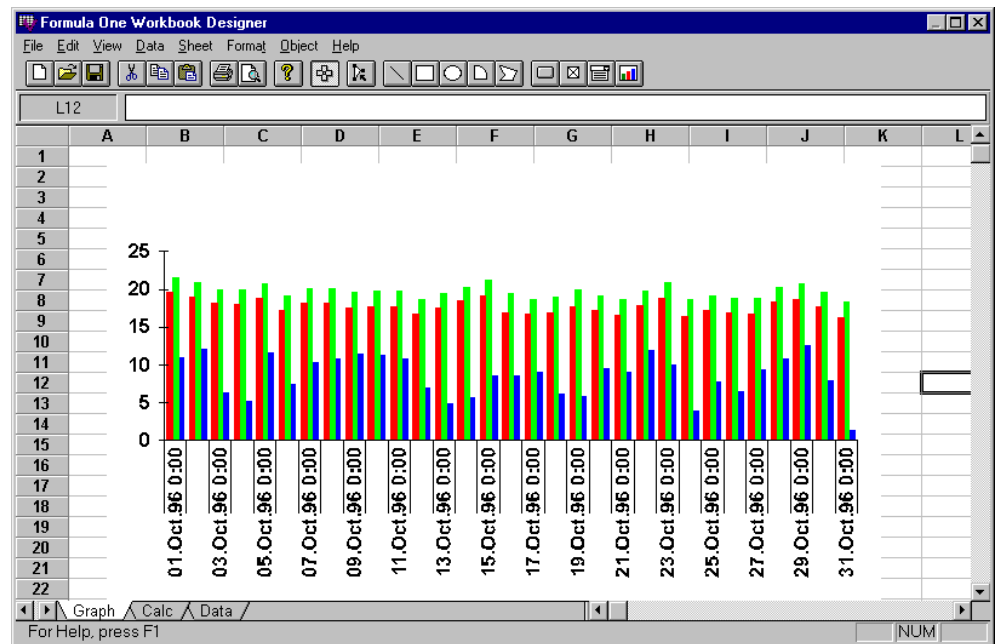 Formula One Workbook Designer
File Edit View Data Sheet Format Object Help
L12
A B C D E F G H I J K L
1
2
3
4
5
6
7
8
9
10
11
12
13
14
15
16
17
18
19
20
21
22
25
20
15
10
5
0
01.Oct.96 0:00
03.Oct.96 0:00
05.Oct.96 0:00
07.Oct.96 0:00
09.Oct.96 0:00
11.Oct.96 0:00
13.Oct.96 0:00
15.Oct.96 0:00
17.Oct.96 0:00
19.Oct.96 0:00
21.Oct.96 0:00
23.Oct.96 0:00
25.Oct.96 0:00
27.Oct.96 0:00
29.Oct.96 0:00
31.Oct.96 0:00
Graph Calc Data
For Help, press F1
NUM